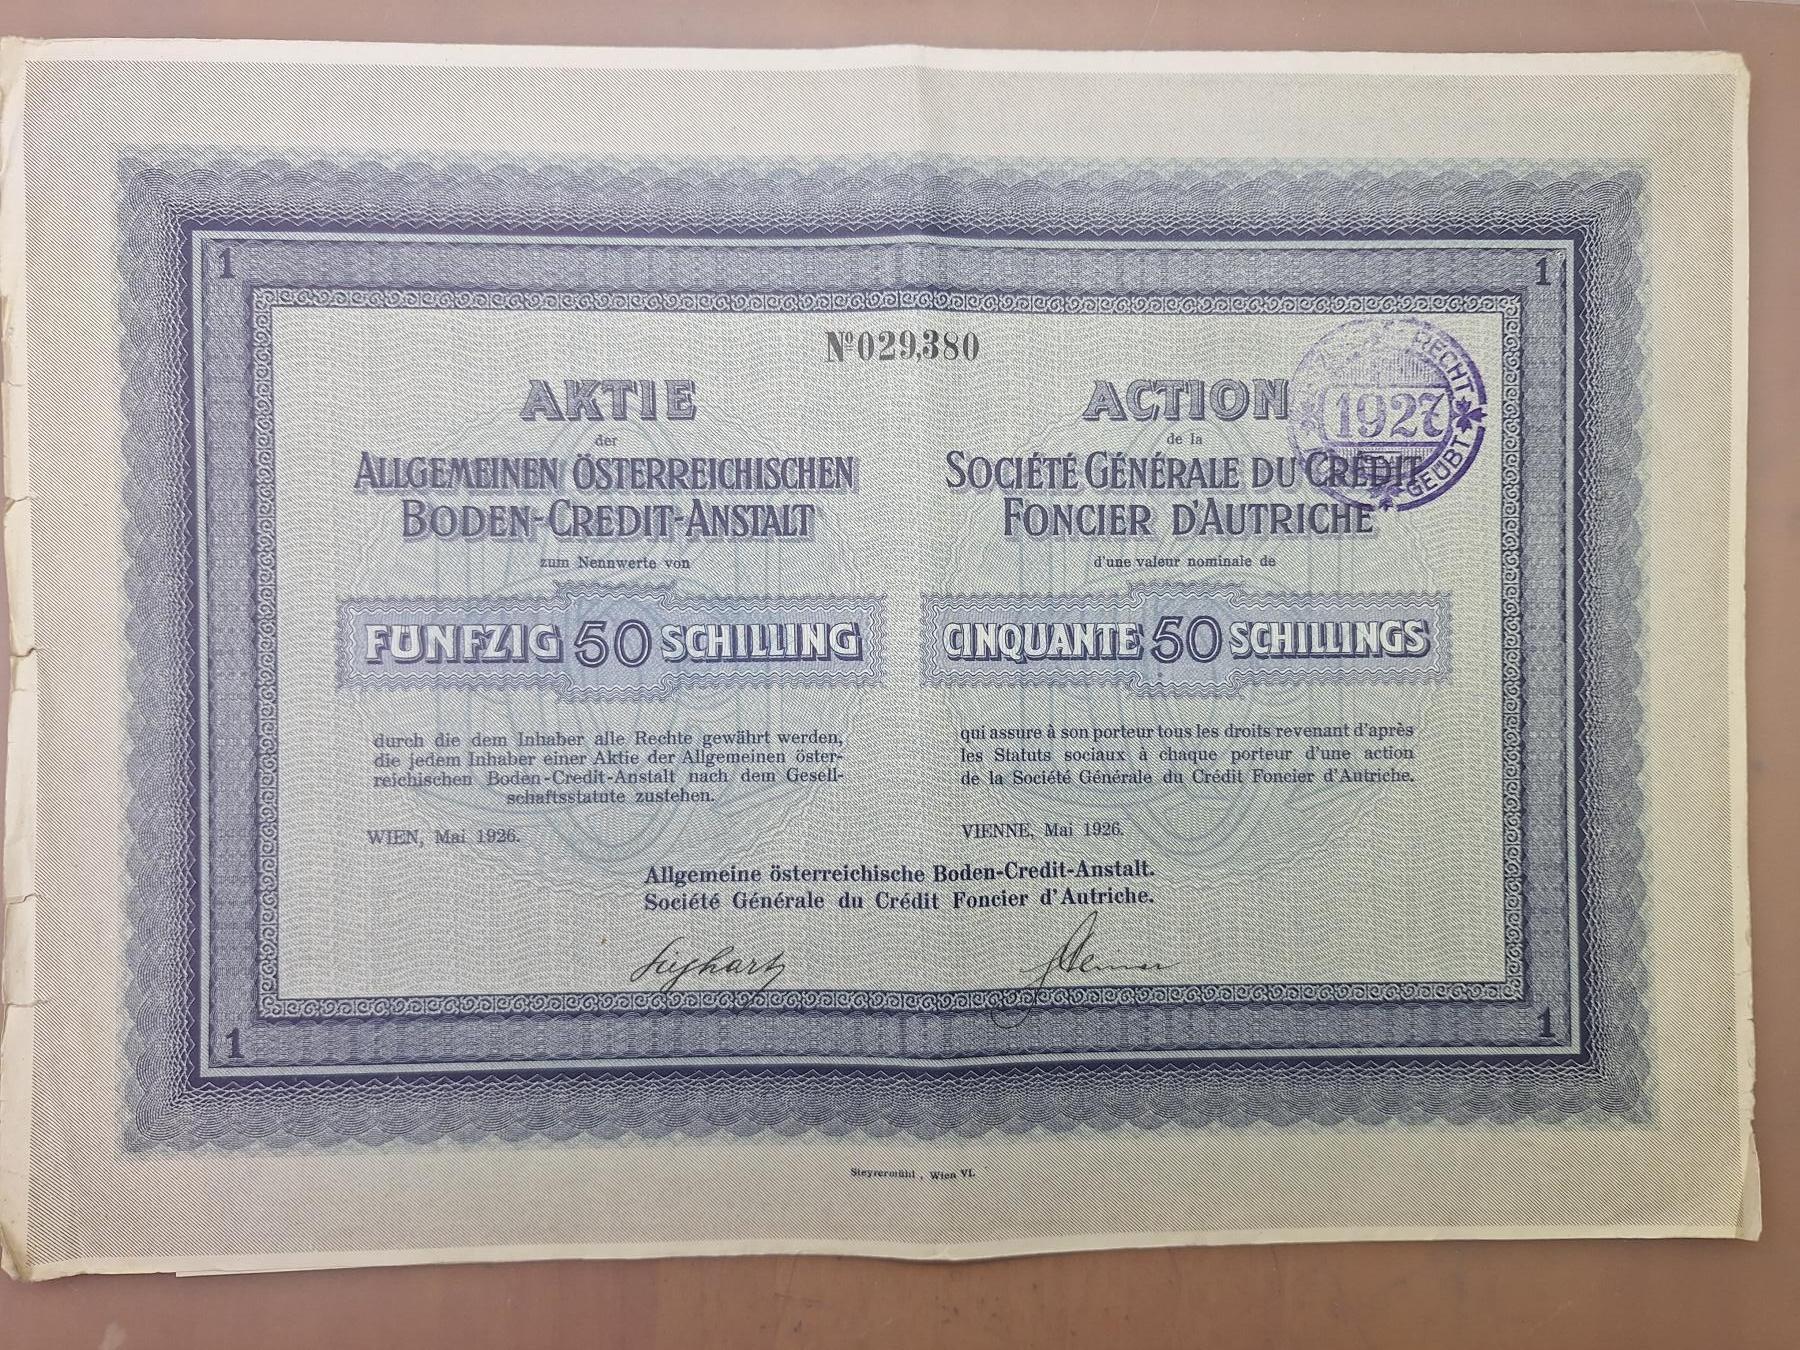 1
1
Nº 029,380
AKTIE
der
ALLGEMEINEN ÖSTERREICHISCHEN
BODEN-CREDIT-ANSTALT
zum Nennwerte von
FÜNFZIG 50 SCHILLING
durch die dem Inhaber alle Rechte gewährt werden,
die jedem Inhaber einer Aktie der Allgemeinen öster-
reichischen Boden-Credit-Anstalt nach dem Gesell-
schaftsstatute zustehen.
WIEN, Mai 1926.
ACTION
de la
SOCIÉTÉ GÉNÉRALE DU CRÉDIT
FONCIER D'AUTRICHE
d'une valeur nominale de
CINQUANTE 50 SCHILLINGS
qui assure à son porteur tous les droits revenant d'après
les Statuts sociaux à chaque porteur d'une action
de la Société Générale du Crédit Foncier d'Autriche.
VIENNE, Mai 1926.
RECHT
1927
GEÜBT
Allgemeine österreichische Boden-Credit-Anstalt.
Société Générale du Crédit Foncier d'Autriche.
Sieghart
1
1
Steyrermühl, Wien VI.